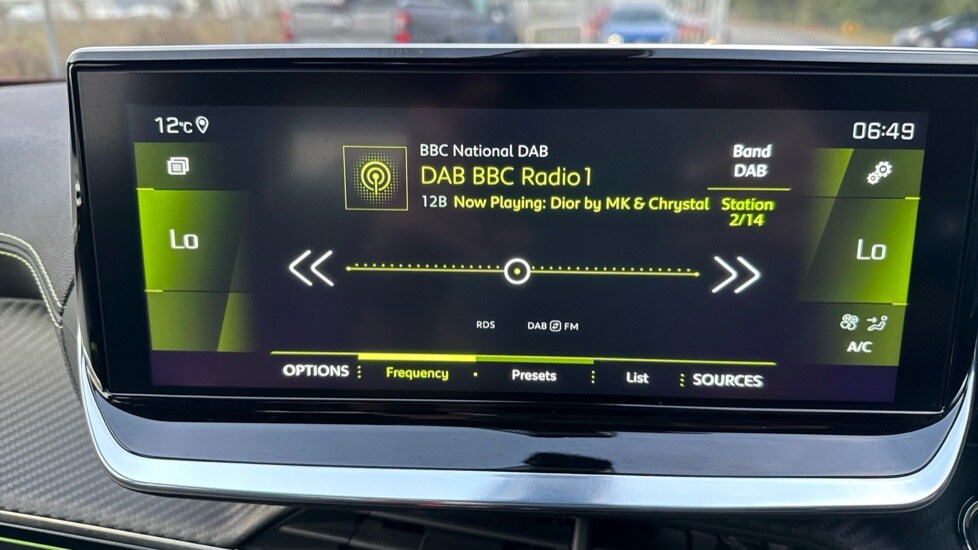 12°C
06:49
BBC National DAB
DAB BBC Radio1
12B Now Playing: Dior by MK & Chrystal
Band
DAB
Station
2/14
Lo
Lo
RDS
DAB FM
A/C
OPTIONS
Frequency
Presets
List
SOURCES